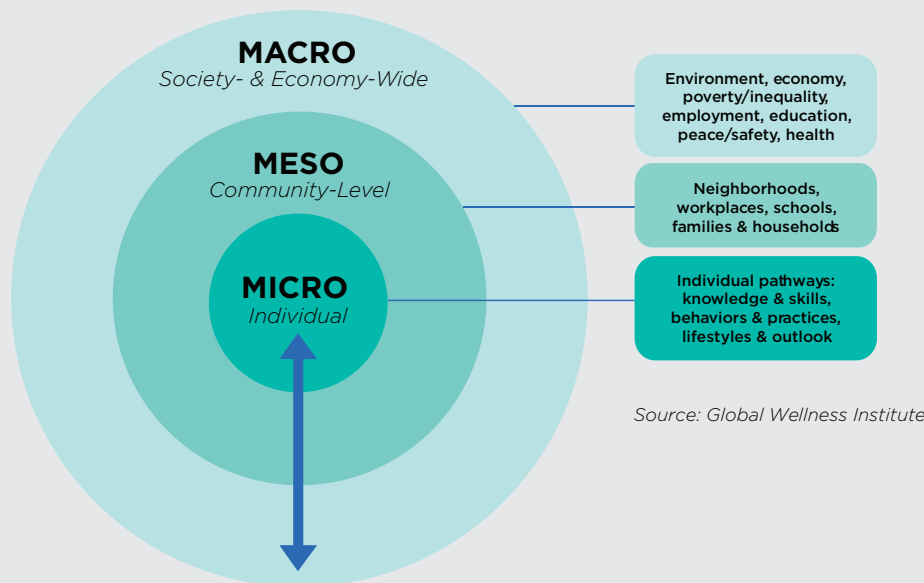 MACRO
Society- & Economy-Wide
MESO
Community-Level
MICRO
Individual
Environment, economy,
poverty/inequality,
employment, education,
peace/safety, health
Neighborhoods,
workplaces, schools,
families & households
Individual pathways:
knowledge & skills,
behaviors & practices,
lifestyles & outlook
Source: Global Wellness Institute